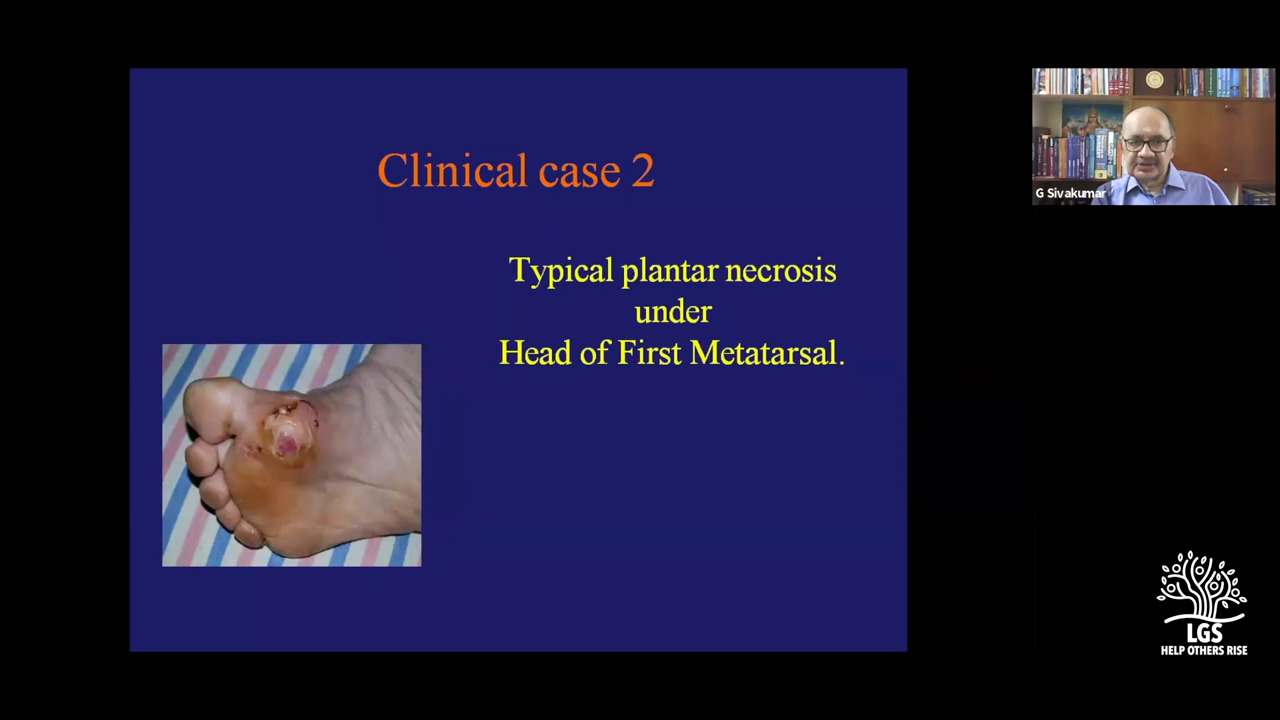 Clinical case 2
Typical plantar necrosis
under
Head of First Metatarsal.
G Sivakumar
LGS
HELP OTHERS RISE